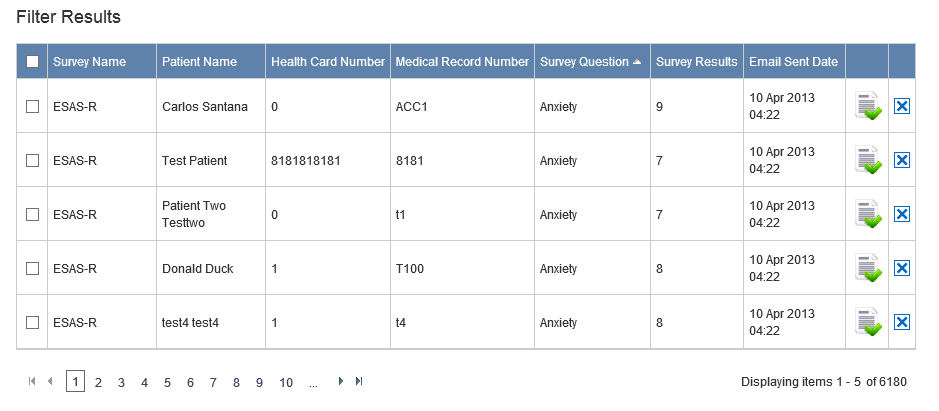 Filter Results
Survey Name Patient Name Health Card Number Medical Record Number Survey Question Survey Results Email Sent Date
ESAS-R Carlos Santana 0 ACC1 Anxiety 9 10 Apr 2013
04:22
ESAS-R Test Patient 8181818181 8181 Anxiety 7 10 Apr 2013
04:22
ESAS-R Patient Two
Testtwo 0 t1 Anxiety 7 10 Apr 2013
04:22
ESAS-R Donald Duck 1 T100 Anxiety 8 10 Apr 2013
04:22
ESAS-R test4 test4 1 t4 Anxiety 8 10 Apr 2013
04:22
1 2 3 4 5 6 7 8 9 10 ... Displaying items 1 - 5 of 6180